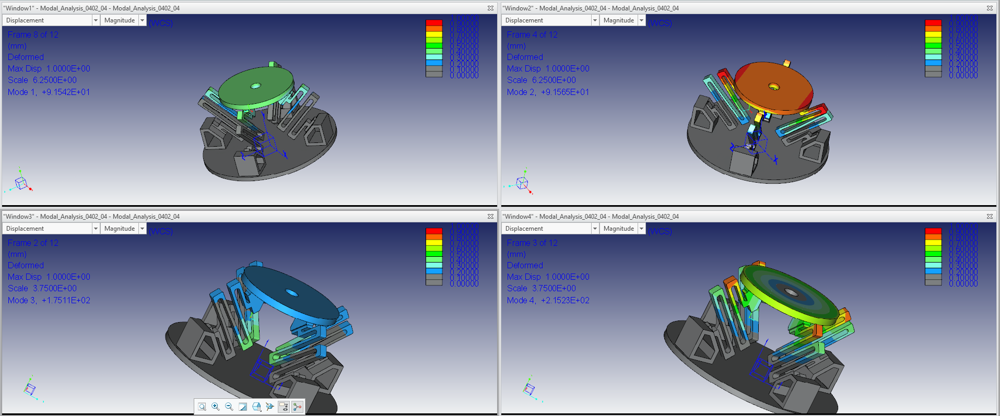 "Window1" - Modal_Analysis_0402_04 - Modal_Analysis_0402_04
Displacement
Magnitude
(WCS)
Frame 8 of 12
(mm)
Deformed
Max Disp 1.0000E+00
Scale 6.2500E+00
Mode 1, +9.1542E+01
1.00000
0.90000
0.80000
0.70000
0.60000
0.50000
0.40000
0.30000
0.20000
0.10000
0.00000
"Window2" - Modal_Analysis_0402_04 - Modal_Analysis_0402_04
Displacement
Magnitude
(WCS)
Frame 4 of 12
(mm)
Deformed
Max Disp 1.0000E+00
Scale 6.2500E+00
Mode 2, +9.1565E+01
1.00000
0.90000
0.80000
0.70000
0.60000
0.50000
0.40000
0.30000
0.20000
0.10000
0.00000
"Window3" - Modal_Analysis_0402_04 - Modal_Analysis_0402_04
Displacement
Magnitude
(WCS)
Frame 2 of 12
(mm)
Deformed
Max Disp 1.0000E+00
Scale 3.7500E+00
Mode 3, +1.7511E+02
1.00000
0.90000
0.80000
0.70000
0.60000
0.50000
0.40000
0.30000
0.20000
0.10000
0.00000
"Window4" - Modal_Analysis_0402_04 - Modal_Analysis_0402_04
Displacement
Magnitude
(WCS)
Frame 3 of 12
(mm)
Deformed
Max Disp 1.0000E+00
Scale 3.7500E+00
Mode 4, +2.1523E+02
1.00000
0.90000
0.80000
0.70000
0.60000
0.50000
0.40000
0.30000
0.20000
0.10000
0.00000